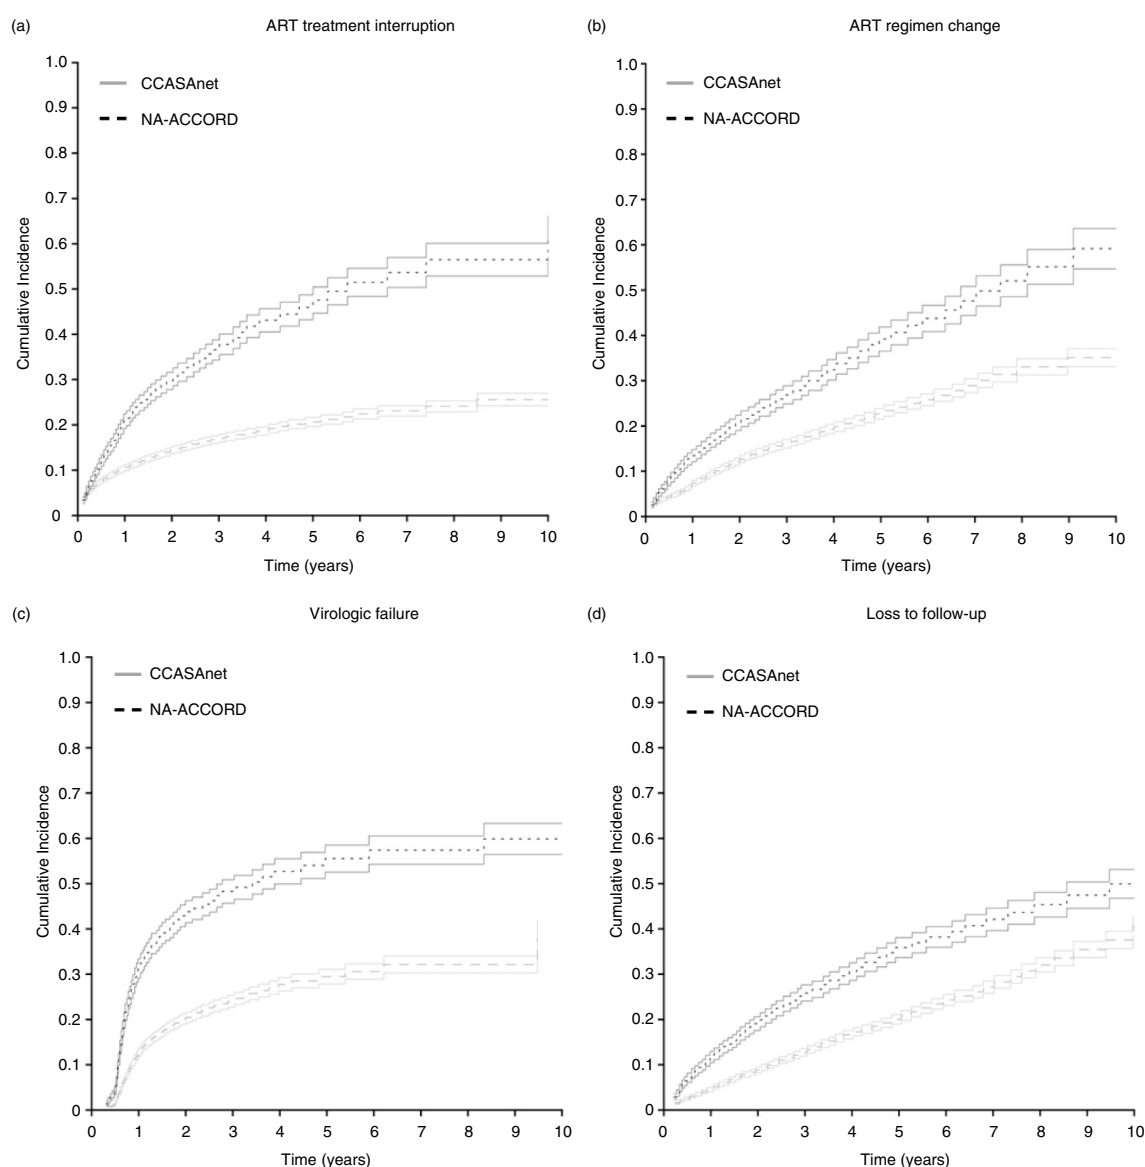 (a)
ART treatment interruption
CCASAnet
NA-ACCORD
1.0
0.9
0.8
0.7
0.6
0.5
0.4
0.3
0.2
0.1
0
Cumulative Incidence
0 1 2 3 4 5 6 7 8 9 10
Time (years)
(b)
ART regimen change
CCASAnet
NA-ACCORD
1.0
0.9
0.8
0.7
0.6
0.5
0.4
0.3
0.2
0.1
0
Cumulative Incidence
0 1 2 3 4 5 6 7 8 9 10
Time (years)
(c)
Virologic failure
CCASAnet
NA-ACCORD
1.0
0.9
0.8
0.7
0.6
0.5
0.4
0.3
0.2
0.1
0
Cumulative Incidence
0 1 2 3 4 5 6 7 8 9 10
Time (years)
(d)
Loss to follow-up
CCASAnet
NA-ACCORD
1.0
0.9
0.8
0.7
0.6
0.5
0.4
0.3
0.2
0.1
0
Cumulative Incidence
0 1 2 3 4 5 6 7 8 9 10
Time (years)